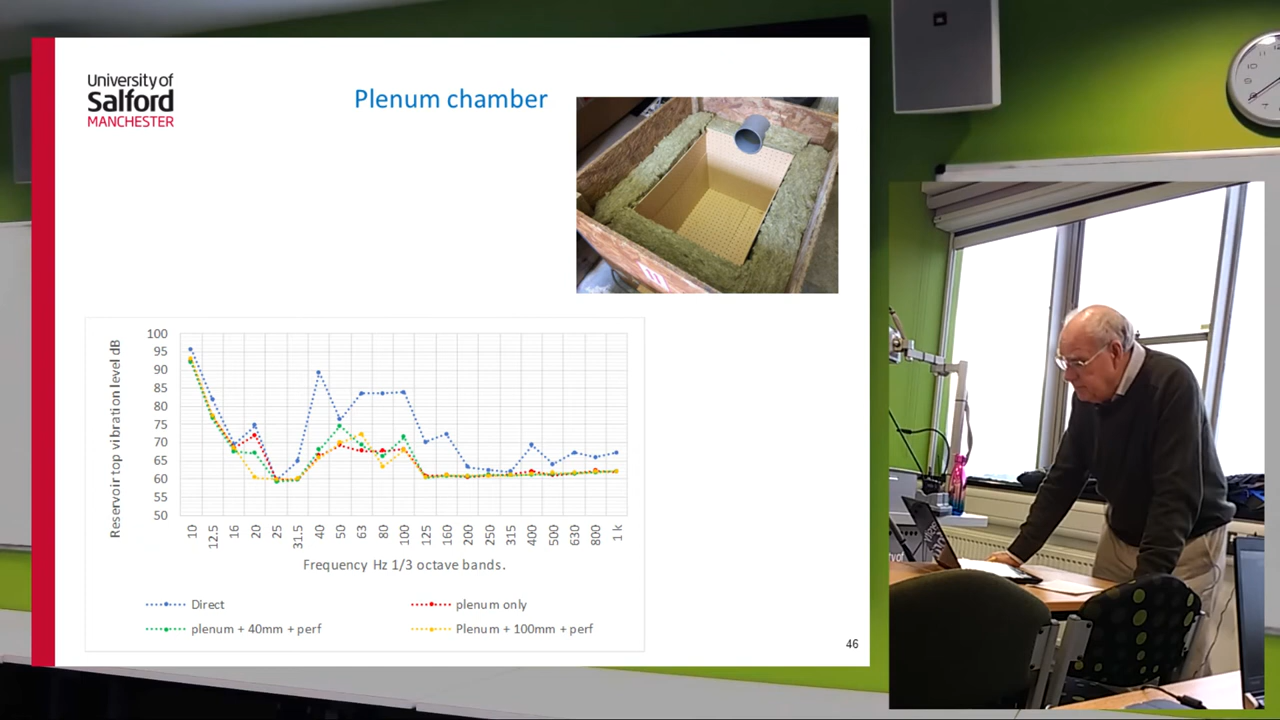 University of
Salford
MANCHESTER
Plenum chamber
Reservoir top vibration level dB
100
95
90
85
80
75
70
65
60
55
50
10 12.5 16 20 25 31.5 40 50 63 80 100 125 160 200 250 315 400 500 630 800 1 k
Frequency Hz 1/3 octave bands.
Direct
plenum only
plenum + 40mm + perf
Plenum + 100mm + perf
46